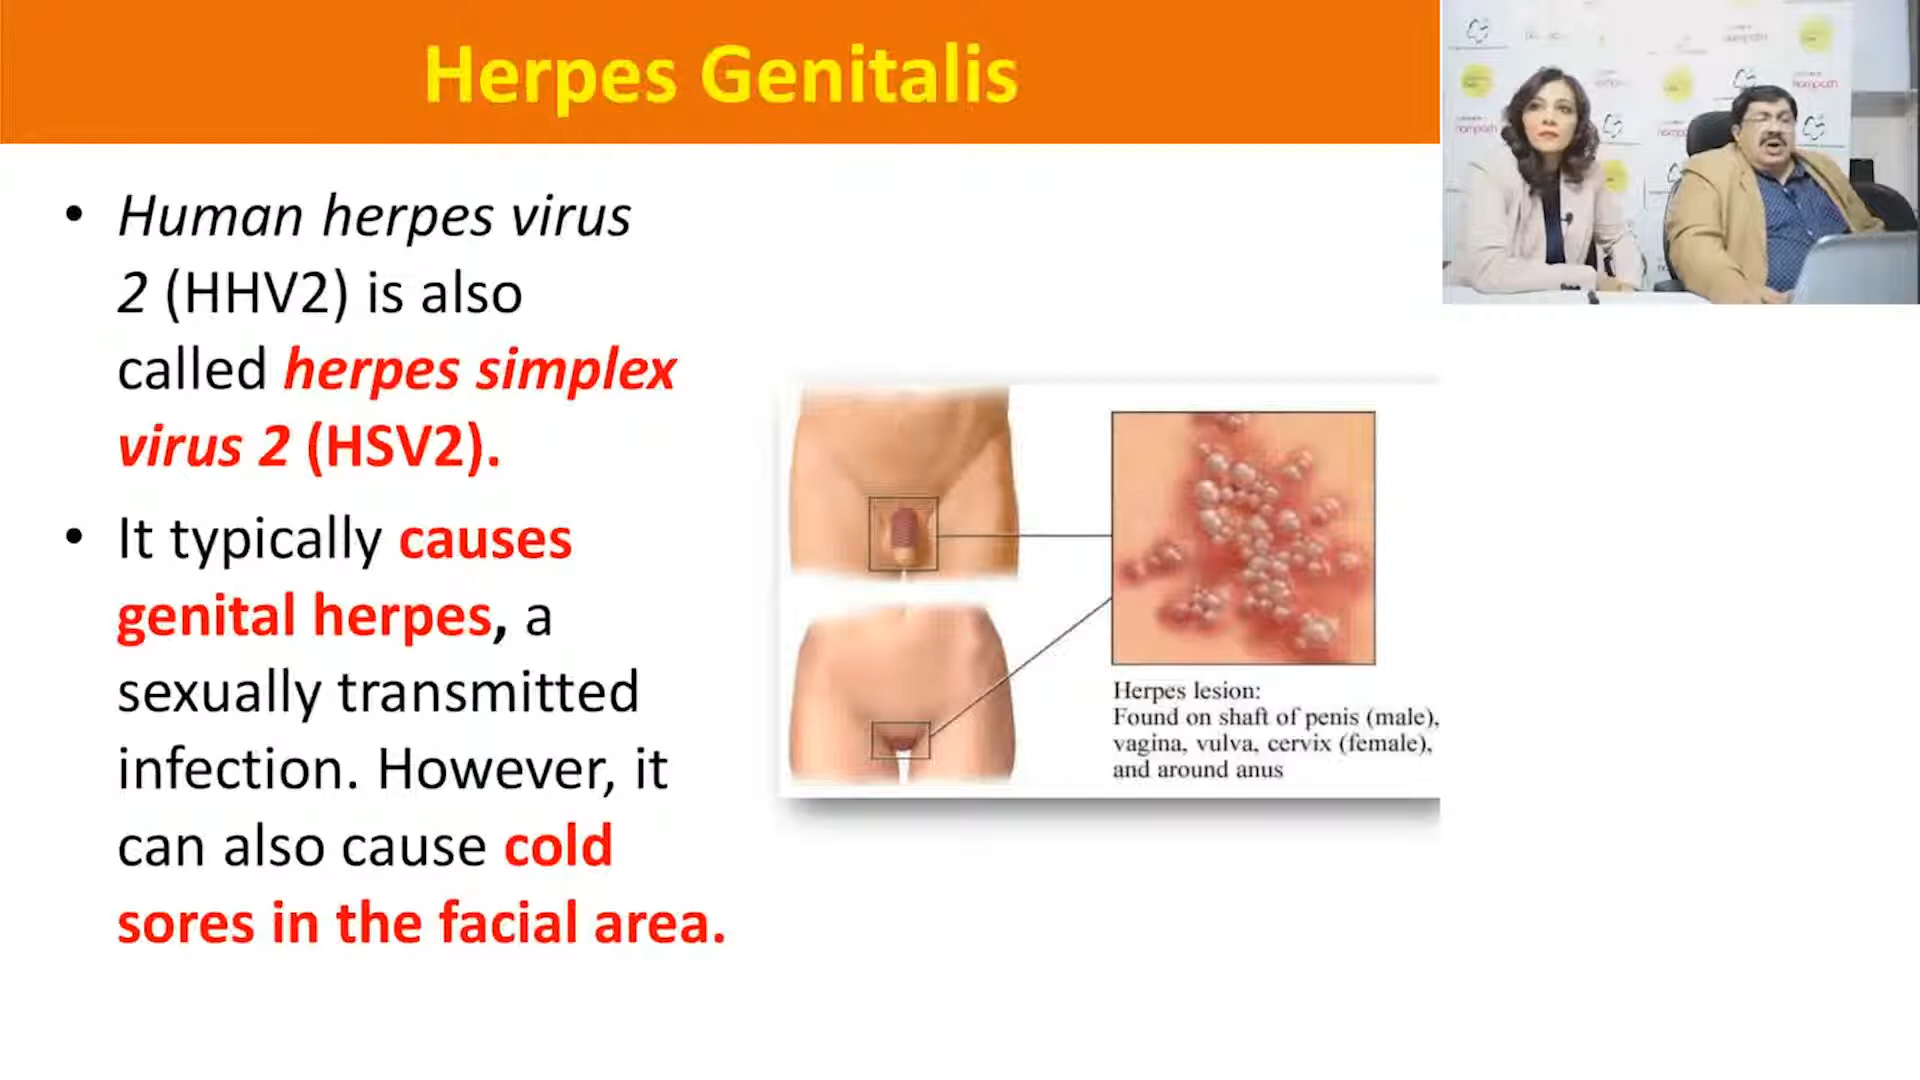 Herpes Genitalis
• Human herpes virus
2 (HHV2) is also
called herpes simplex
virus 2 (HSV2).
• It typically causes
genital herpes, a
sexually transmitted
infection. However, it
can also cause cold
sores in the facial area.
Herpes lesion:
Found on shaft of penis (male),
vagina, vulva, cervix (female),
and around anus